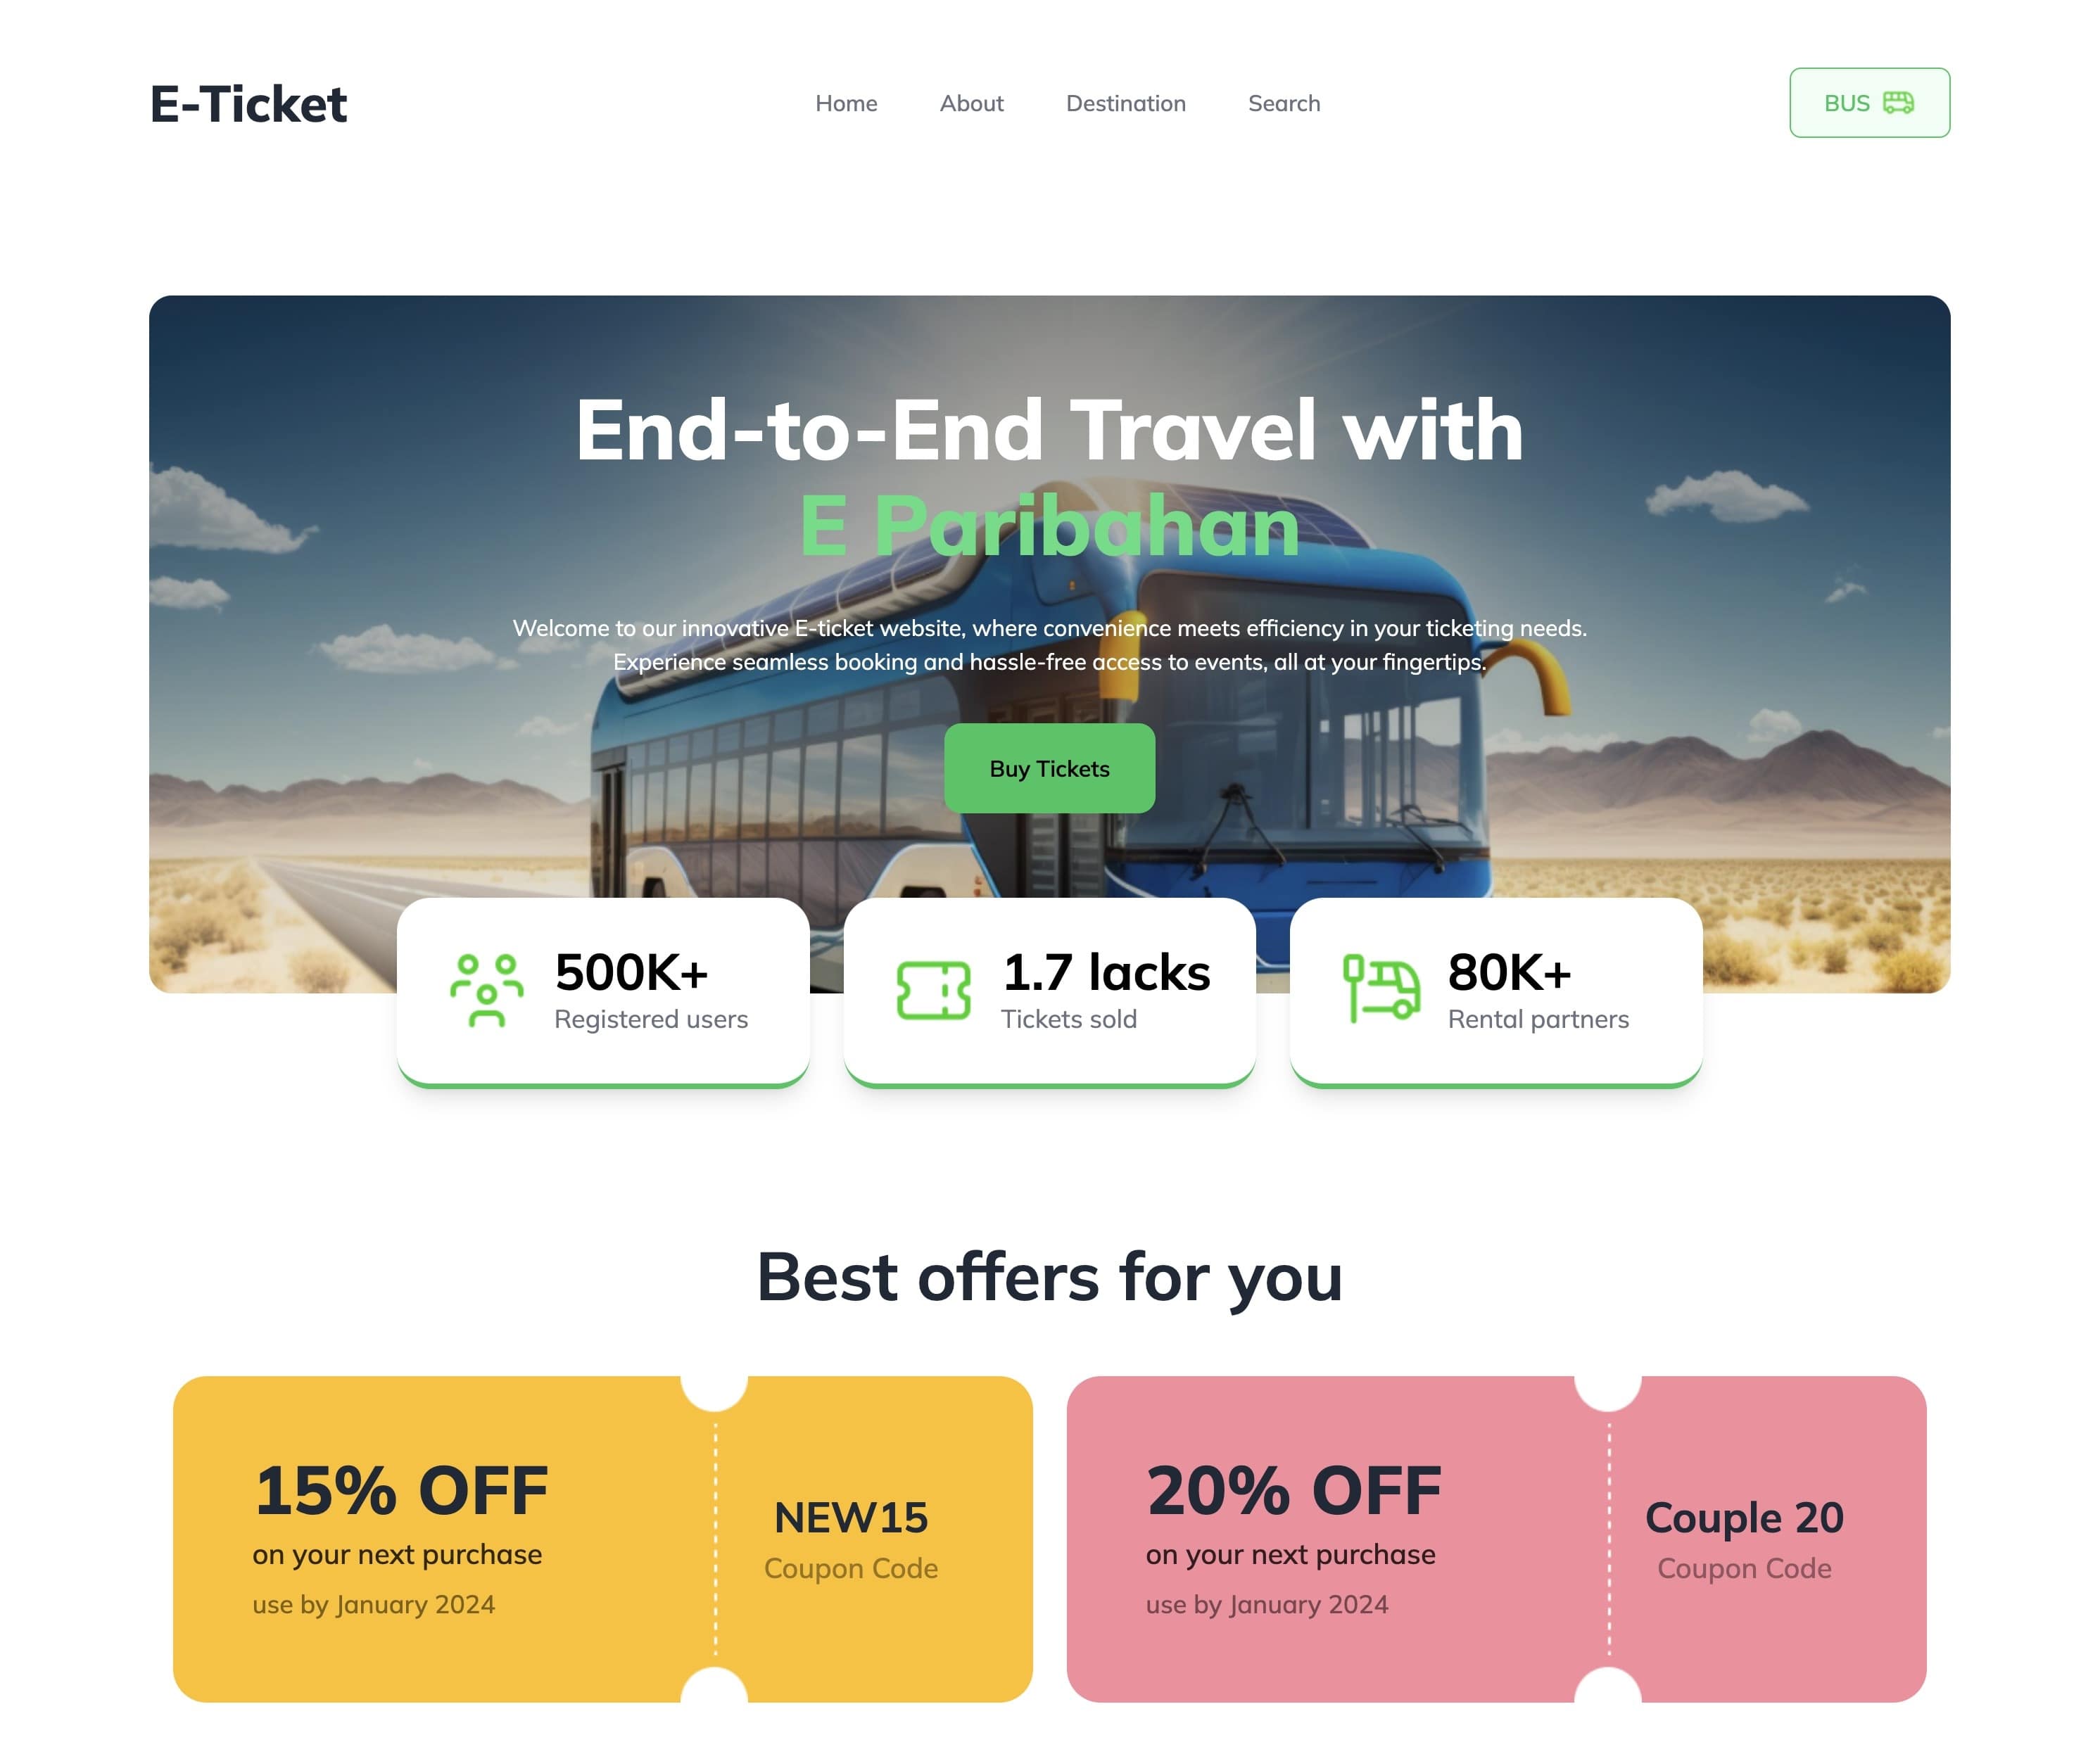 E-Ticket
Home
About
Destination
Search
BUS
End-to-End Travel with
E Paribahan
Welcome to our innovative E-ticket website, where convenience meets efficiency in your ticketing needs.
Experience seamless booking and hassle-free access to events, all at your fingertips.
Buy Tickets
500K+
Registered users
1.7 lacks
Tickets sold
80K+
Rental partners
Best offers for you
15% OFF
on your next purchase
use by January 2024
NEW15
Coupon Code
20% OFF
on your next purchase
use by January 2024
Couple 20
Coupon Code